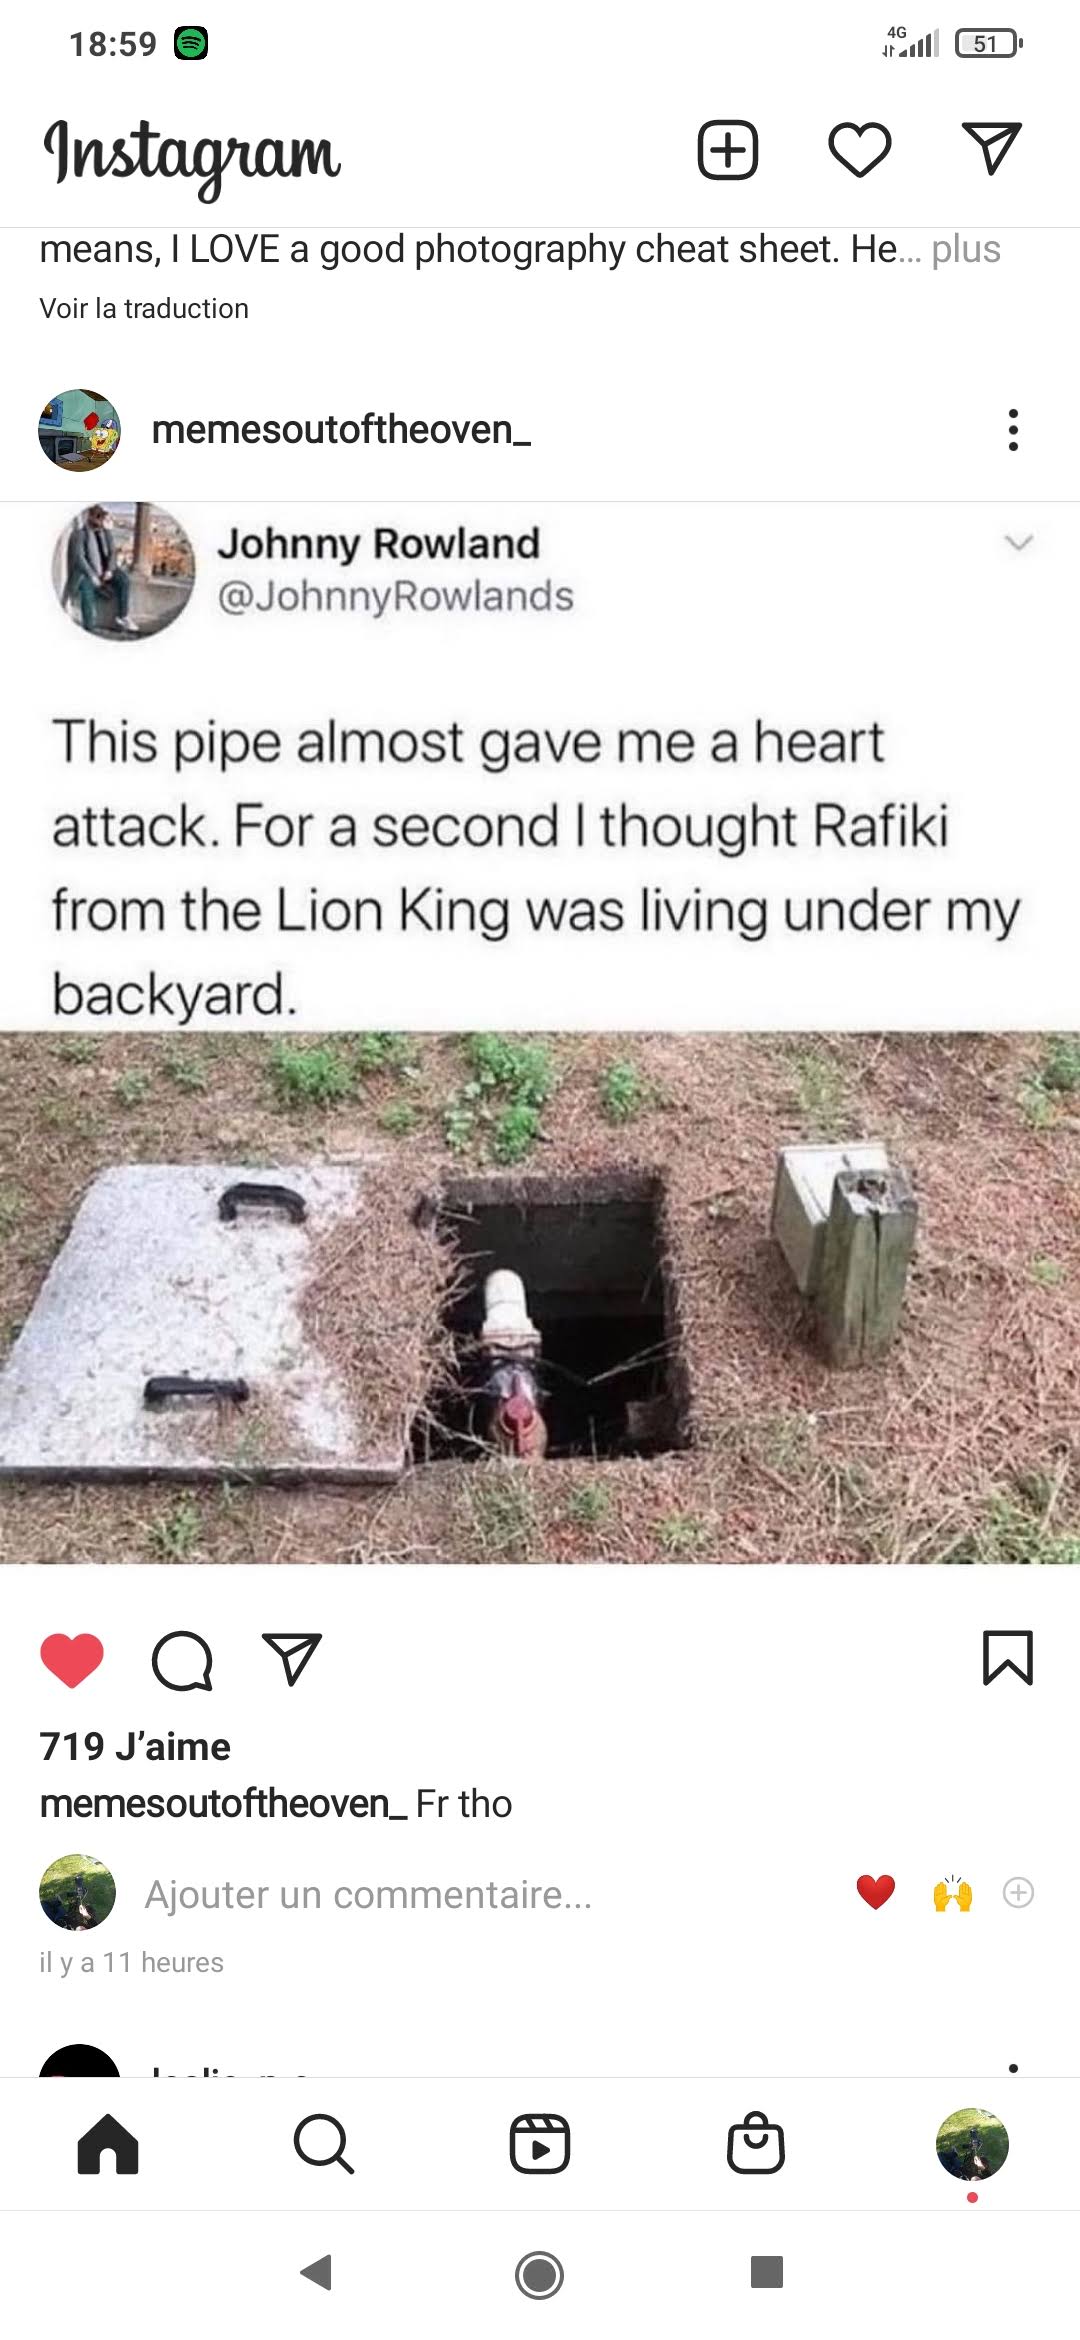 18:59
4G
51
Instagram
means, I LOVE a good photography cheat sheet. He... plus
Voir la traduction
memesoutoftheoven_
Johnny Rowland
@JohnnyRowlands
This pipe almost gave me a heart
attack. For a second I thought Rafiki
from the Lion King was living under my
backyard.
719 J’aime
memesoutoftheoven_ Fr tho
Ajouter un commentaire...
il y a 11 heures